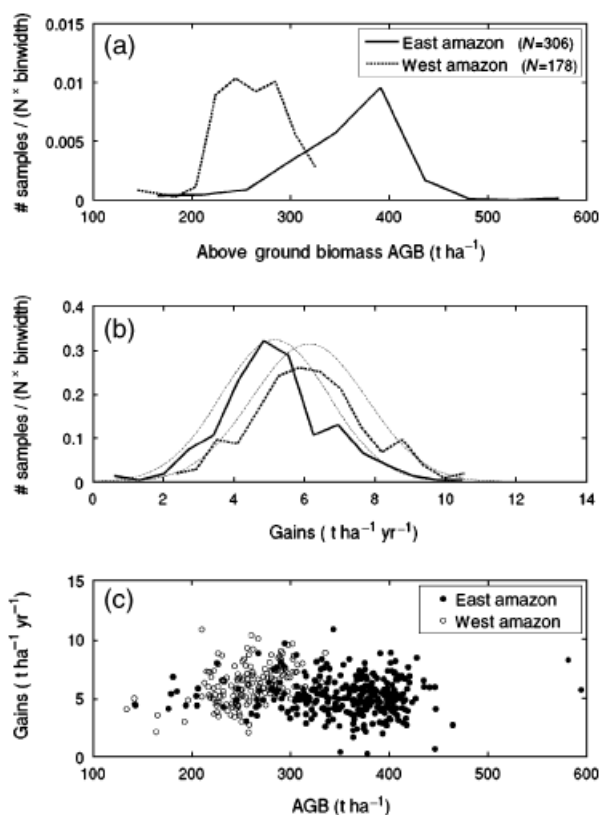 (a)
East amazon (N=306)
West amazon (N=178)
# samples / (N × binwidth)
0.015
0.01
0.005
0
100 200 300 400 500 600
Above ground biomass AGB (t ha⁻¹)
(b)
# samples / (N × binwidth)
0.4
0.3
0.2
0.1
0
0 2 4 6 8 10 12 14
Gains ( t ha⁻¹ yr⁻¹)
(c)
East amazon
West amazon
Gains ( t ha⁻¹ yr⁻¹)
15
10
5
0
100 200 300 400 500 600
AGB ( t ha⁻¹)